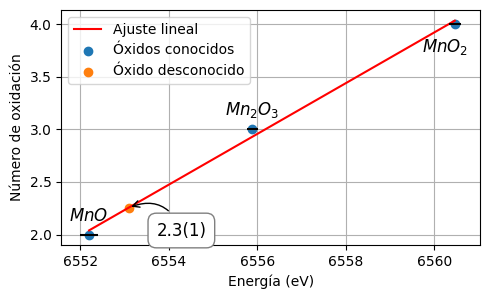 Ajuste lineal
Óxidos conocidos
Óxido desconocido
MnO₂
Mn₂O₃
MnO
2.3(1)
4.0
3.5
3.0
2.5
2.0
Número de oxidación
6552 6554 6556 6558 6560
Energía (eV)